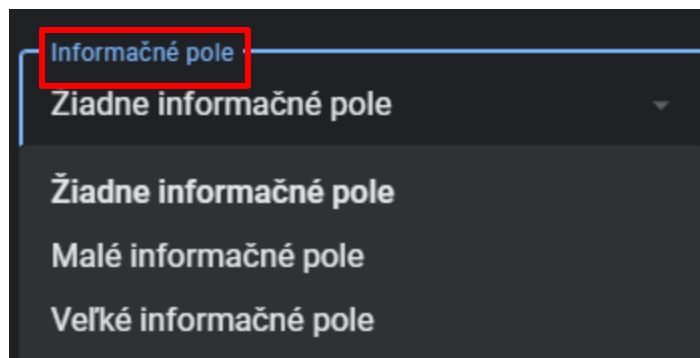 Informačné pole
Žiadne informačné pole
Žiadne informačné pole
Malé informačné pole
Veľké informačné pole